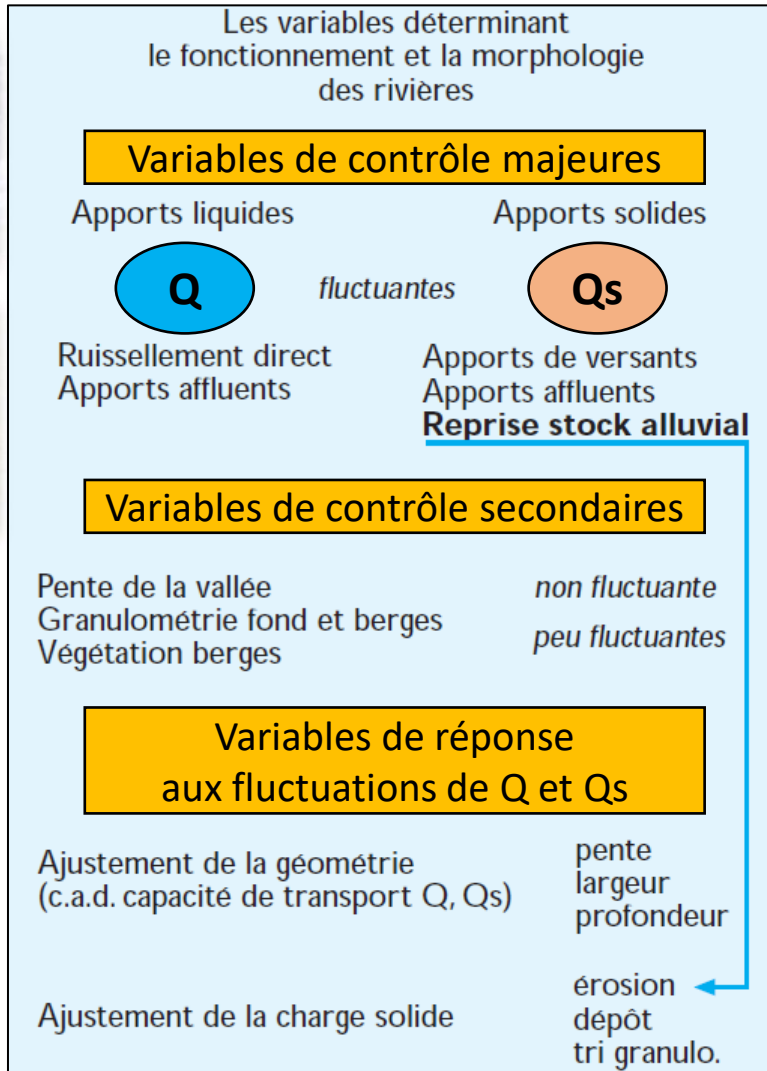 Les variables déterminant
le fonctionnement et la morphologie
des rivières
Variables de contrôle majeures
Apports liquides
Apports solides
Q
fluctuantes
Qs
Ruissellement direct
Apports affluents
Apports de versants
Apports affluents
Reprise stock alluvial
Variables de contrôle secondaires
Pente de la vallée
non fluctuante
Granulométrie fond et berges
Végétation berges
peu fluctuantes
Variables de réponse
aux fluctuations de Q et Qs
Ajustement de la géométrie
(c.a.d. capacité de transport Q, Qs)
pente
largeur
profondeur
Ajustement de la charge solide
érosion
dépôt
tri granulo.